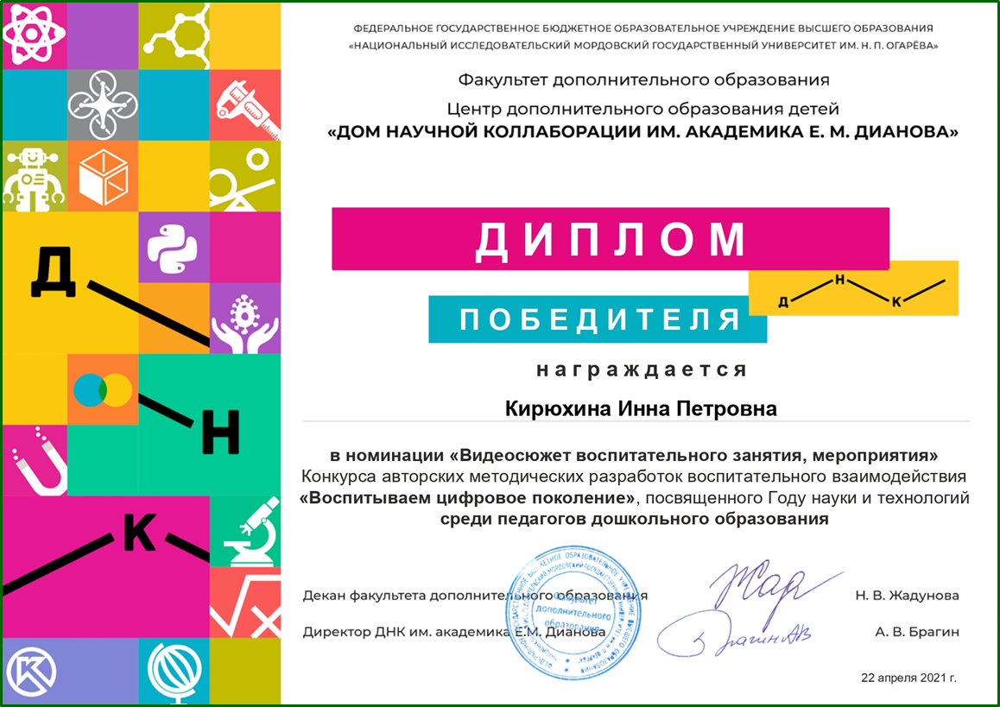 ФЕДЕРАЛЬНОЕ ГОСУДАРСТВЕННОЕ БЮДЖЕТНОЕ ОБРАЗОВАТЕЛЬНОЕ УЧРЕЖДЕНИЕ ВЫСШЕГО ОБРАЗОВАНИЯ
«НАЦИОНАЛЬНЫЙ ИССЛЕДОВАТЕЛЬСКИЙ МОРДОВСКИЙ ГОСУДАРСТВЕННЫЙ УНИВЕРСИТЕТ ИМ. Н. П. ОГАРЁВА»
Факультет дополнительного образования
Центр дополнительного образования детей
«ДОМ НАУЧНОЙ КОЛЛАБОРАЦИИ ИМ. АКАДЕМИКА Е. М. ДИАНОВА»
ДИПЛОМ
Д Н К
ПОБЕДИТЕЛЯ
награждается
Кирюхина Инна Петровна
в номинации «Видеосюжет воспитательного занятия, мероприятия»
Конкурса авторских методических разработок воспитательного взаимодействия
«Воспитываем цифровое поколение», посвященного Году науки и технологий
среди педагогов дошкольного образования
Декан факультета дополнительного образования Н. В. Жадунова
Директор ДНК им. академика Е.М. Дианова А. В. Брагин
Факультет
дополнительного
образования
22 апреля 2021 г.
Д
Н
К